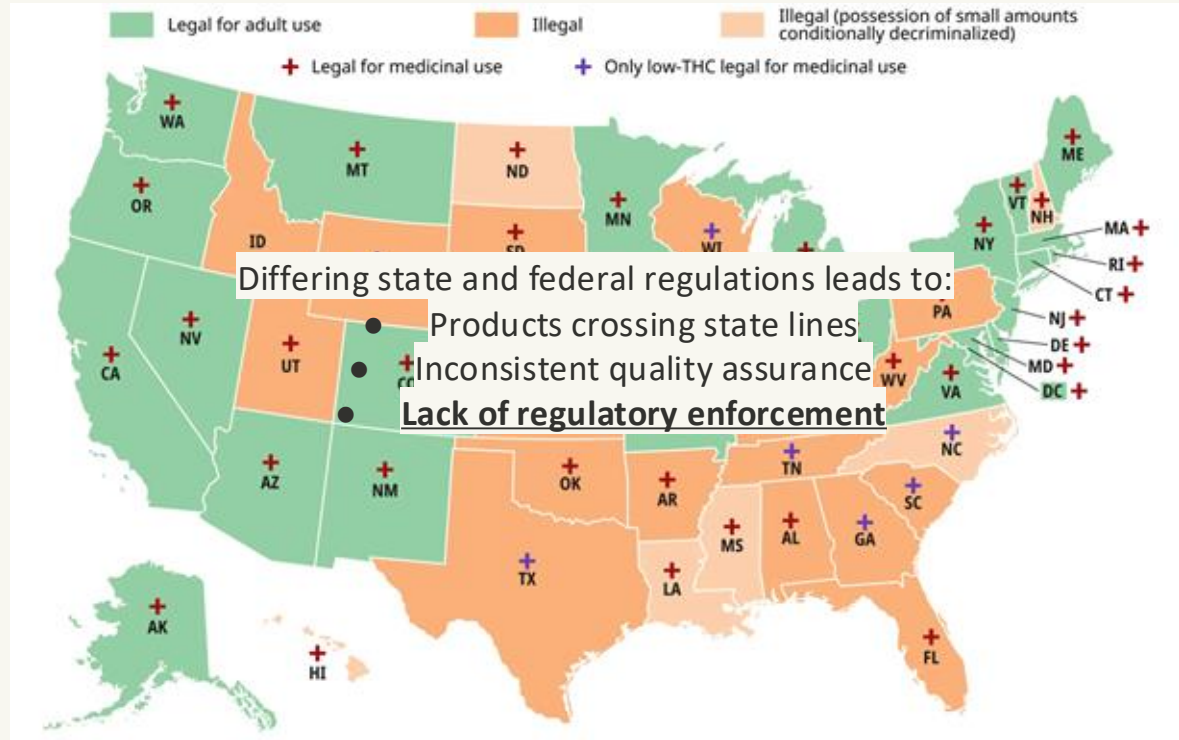 Legal for adult use
Illegal
Illegal (possession of small amounts
conditionally decriminalized)
+ Legal for medicinal use
+ Only low-THC legal for medicinal use
WA
MT
ND
ME
OR
MN
VT
NH
ID
SD
WI
NY
MA
RI
CT
Differing state and federal regulations leads to:
● Products crossing state lines
● Inconsistent quality assurance
● Lack of regulatory enforcement
PA
NJ
NV
DE
CA
UT
CO
WV
MD
VA
DC
NC
AZ
NM
OK
AR
TN
SC
TX
MS
AL
GA
LA
AK
HI
FL